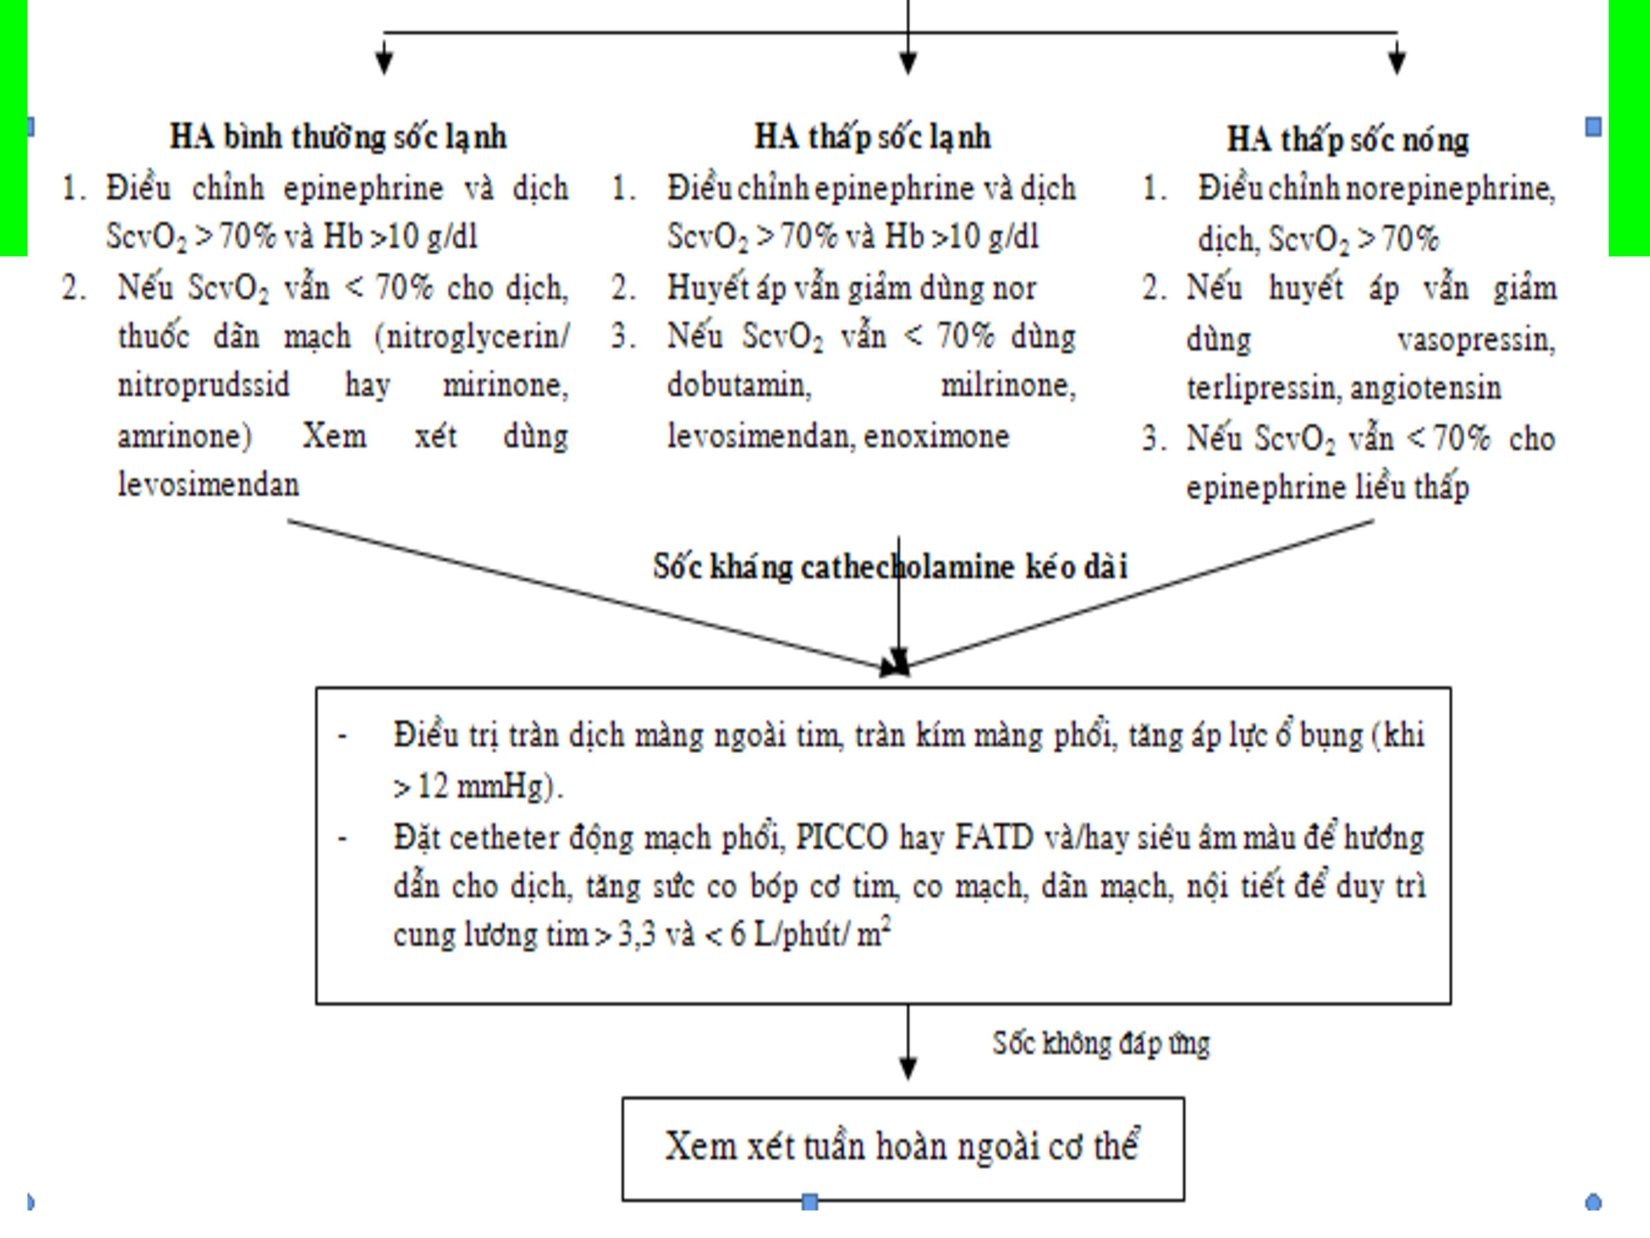 HA bình thường sốc lạnh
1. Điều chỉnh epinephrine và dịch
ScvO₂ > 70% và Hb >10 g/dl
2. Nếu ScvO₂ vẫn < 70% cho dịch,
thuốc dãn mạch (nitroglycerin/
nitroprudssid hay mirinone,
amrinone) Xem xét dùng
levosimendan
HA thấp sốc lạnh
1. Điều chỉnh epinephrine và dịch
ScvO₂ > 70% và Hb >10 g/dl
2. Huyết áp vẫn giảm dùng nor
3. Nếu ScvO₂ vẫn < 70% dùng
dobutamin, milrinone,
levosimendan, enoximone
HA thấp sốc nóng
1. Điều chỉnh norepinephrine,
dịch, ScvO₂ > 70%
2. Nếu huyết áp vẫn giảm
dùng vasopressin,
terlipressin, angiotensin
3. Nếu ScvO₂ vẫn < 70% cho
epinephrine liều thấp
Sốc kháng cathecholamine kéo dài
- Điều trị tràn dịch màng ngoài tim, tràn kím màng phổi, tăng áp lực ổ bụng (khi
> 12 mmHg).
- Đặt cetheter động mạch phổi, PICCO hay FATD và/hay siêu âm màu để hướng
dẫn cho dịch, tăng sức co bóp cơ tim, co mạch, dãn mạch, nội tiết để duy trì
cung lương tim > 3,3 và < 6 L/phút/ m²
Sốc không đáp ứng
Xem xét tuần hoàn ngoài cơ thể